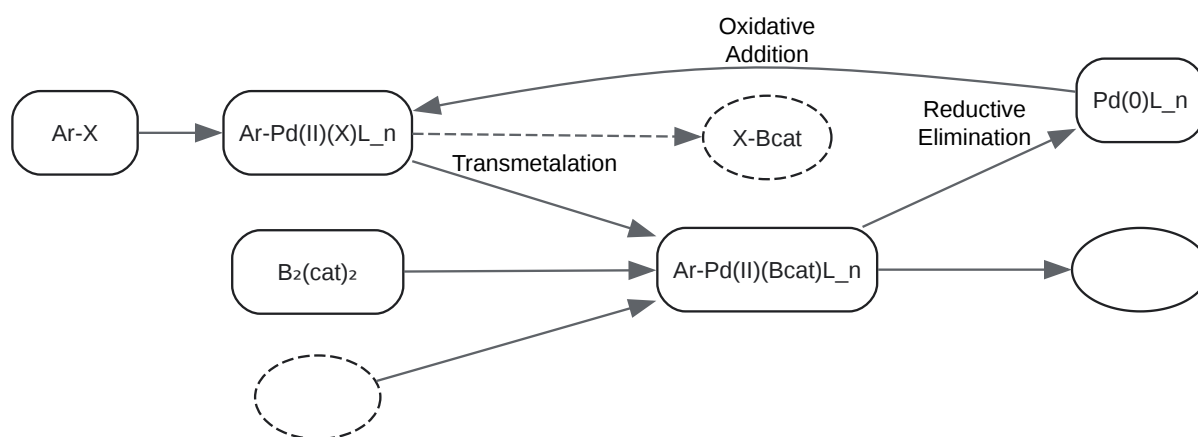 Oxidative
Addition
Pd(0)L_n
Ar-X
Ar-Pd(II)(X)L_n
X-Bcat
Reductive
Elimination
Transmetalation
B₂(cat)₂
Ar-Pd(II)(Bcat)L_n